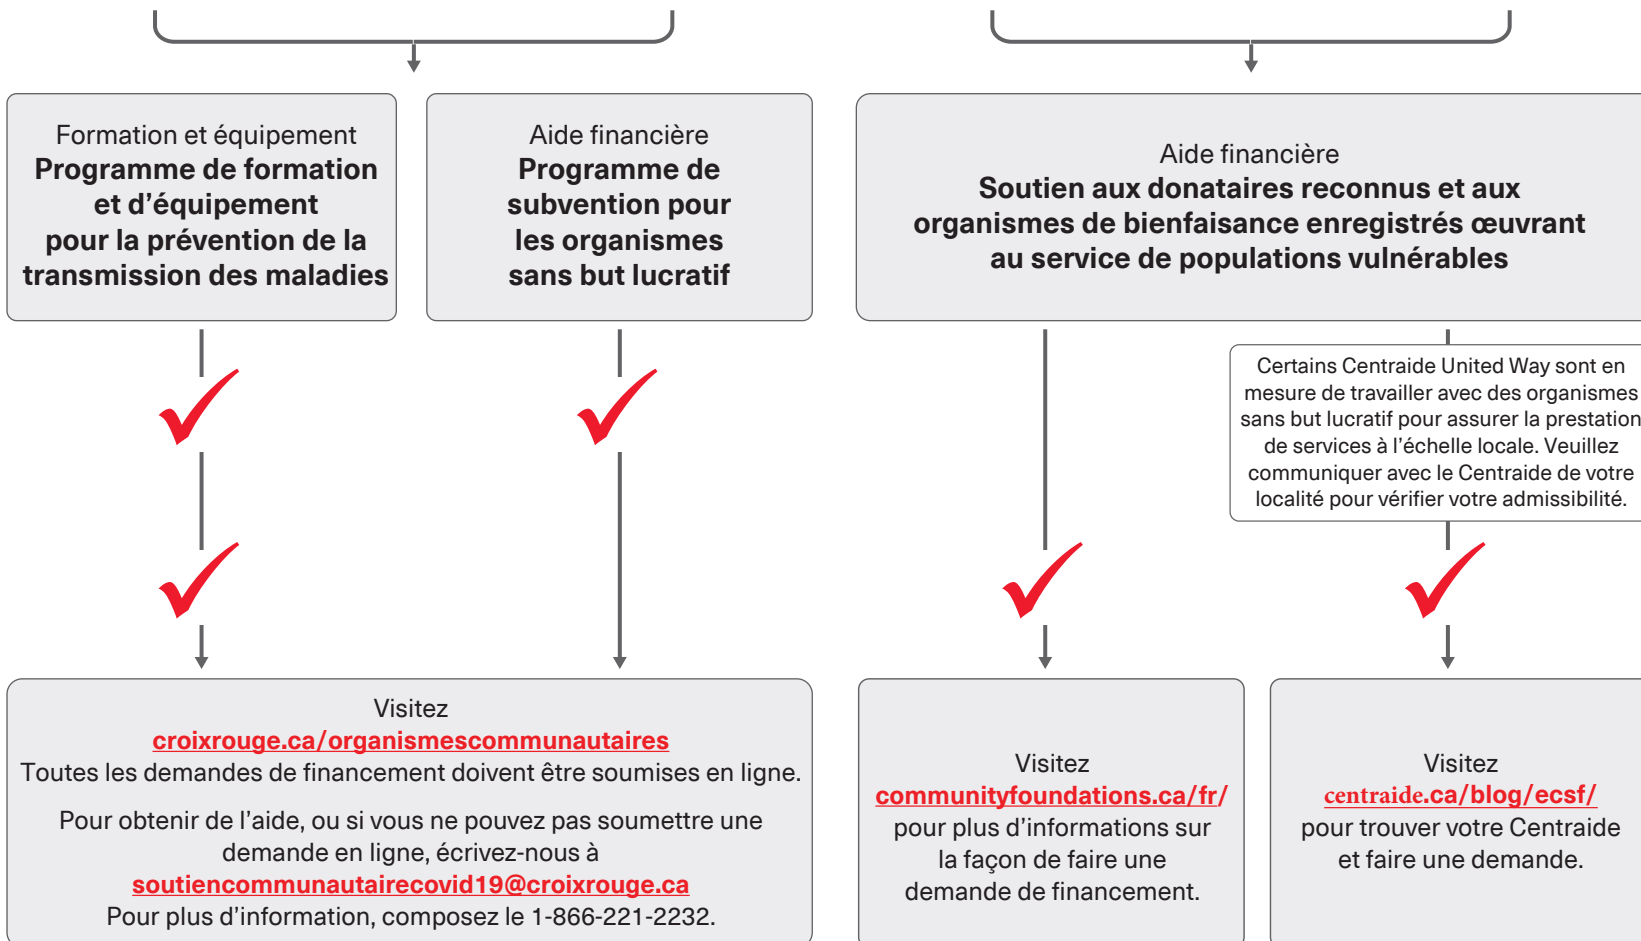 Formation et équipement
Programme de formation
et d’équipement
pour la prévention de la
transmission des maladies
Aide financière
Programme de
subvention pour
les organismes
sans but lucratif
Aide financière
Soutien aux donataires reconnus et aux
organismes de bienfaisance enregistrés œuvrant
au service de populations vulnérables
Certains Centraide United Way sont en
mesure de travailler avec des organismes
sans but lucratif pour assurer la prestation
de services à l’échelle locale. Veuillez
communiquer avec le Centraide de votre
localité pour vérifier votre admissibilité.
Visitez
croixrouge.ca/organismescommunautaires
Toutes les demandes de financement doivent être soumises en ligne.
Pour obtenir de l’aide, ou si vous ne pouvez pas soumettre une
demande en ligne, écrivez-nous à
soutiencommunautairecovid19@croixrouge.ca
Pour plus d’information, composez le 1-866-221-2232.
Visitez
communityfoundations.ca/fr/
pour plus d’informations sur
la façon de faire une
demande de financement.
Visitez
centraide.ca/blog/ecsf/
pour trouver votre Centraide
et faire une demande.